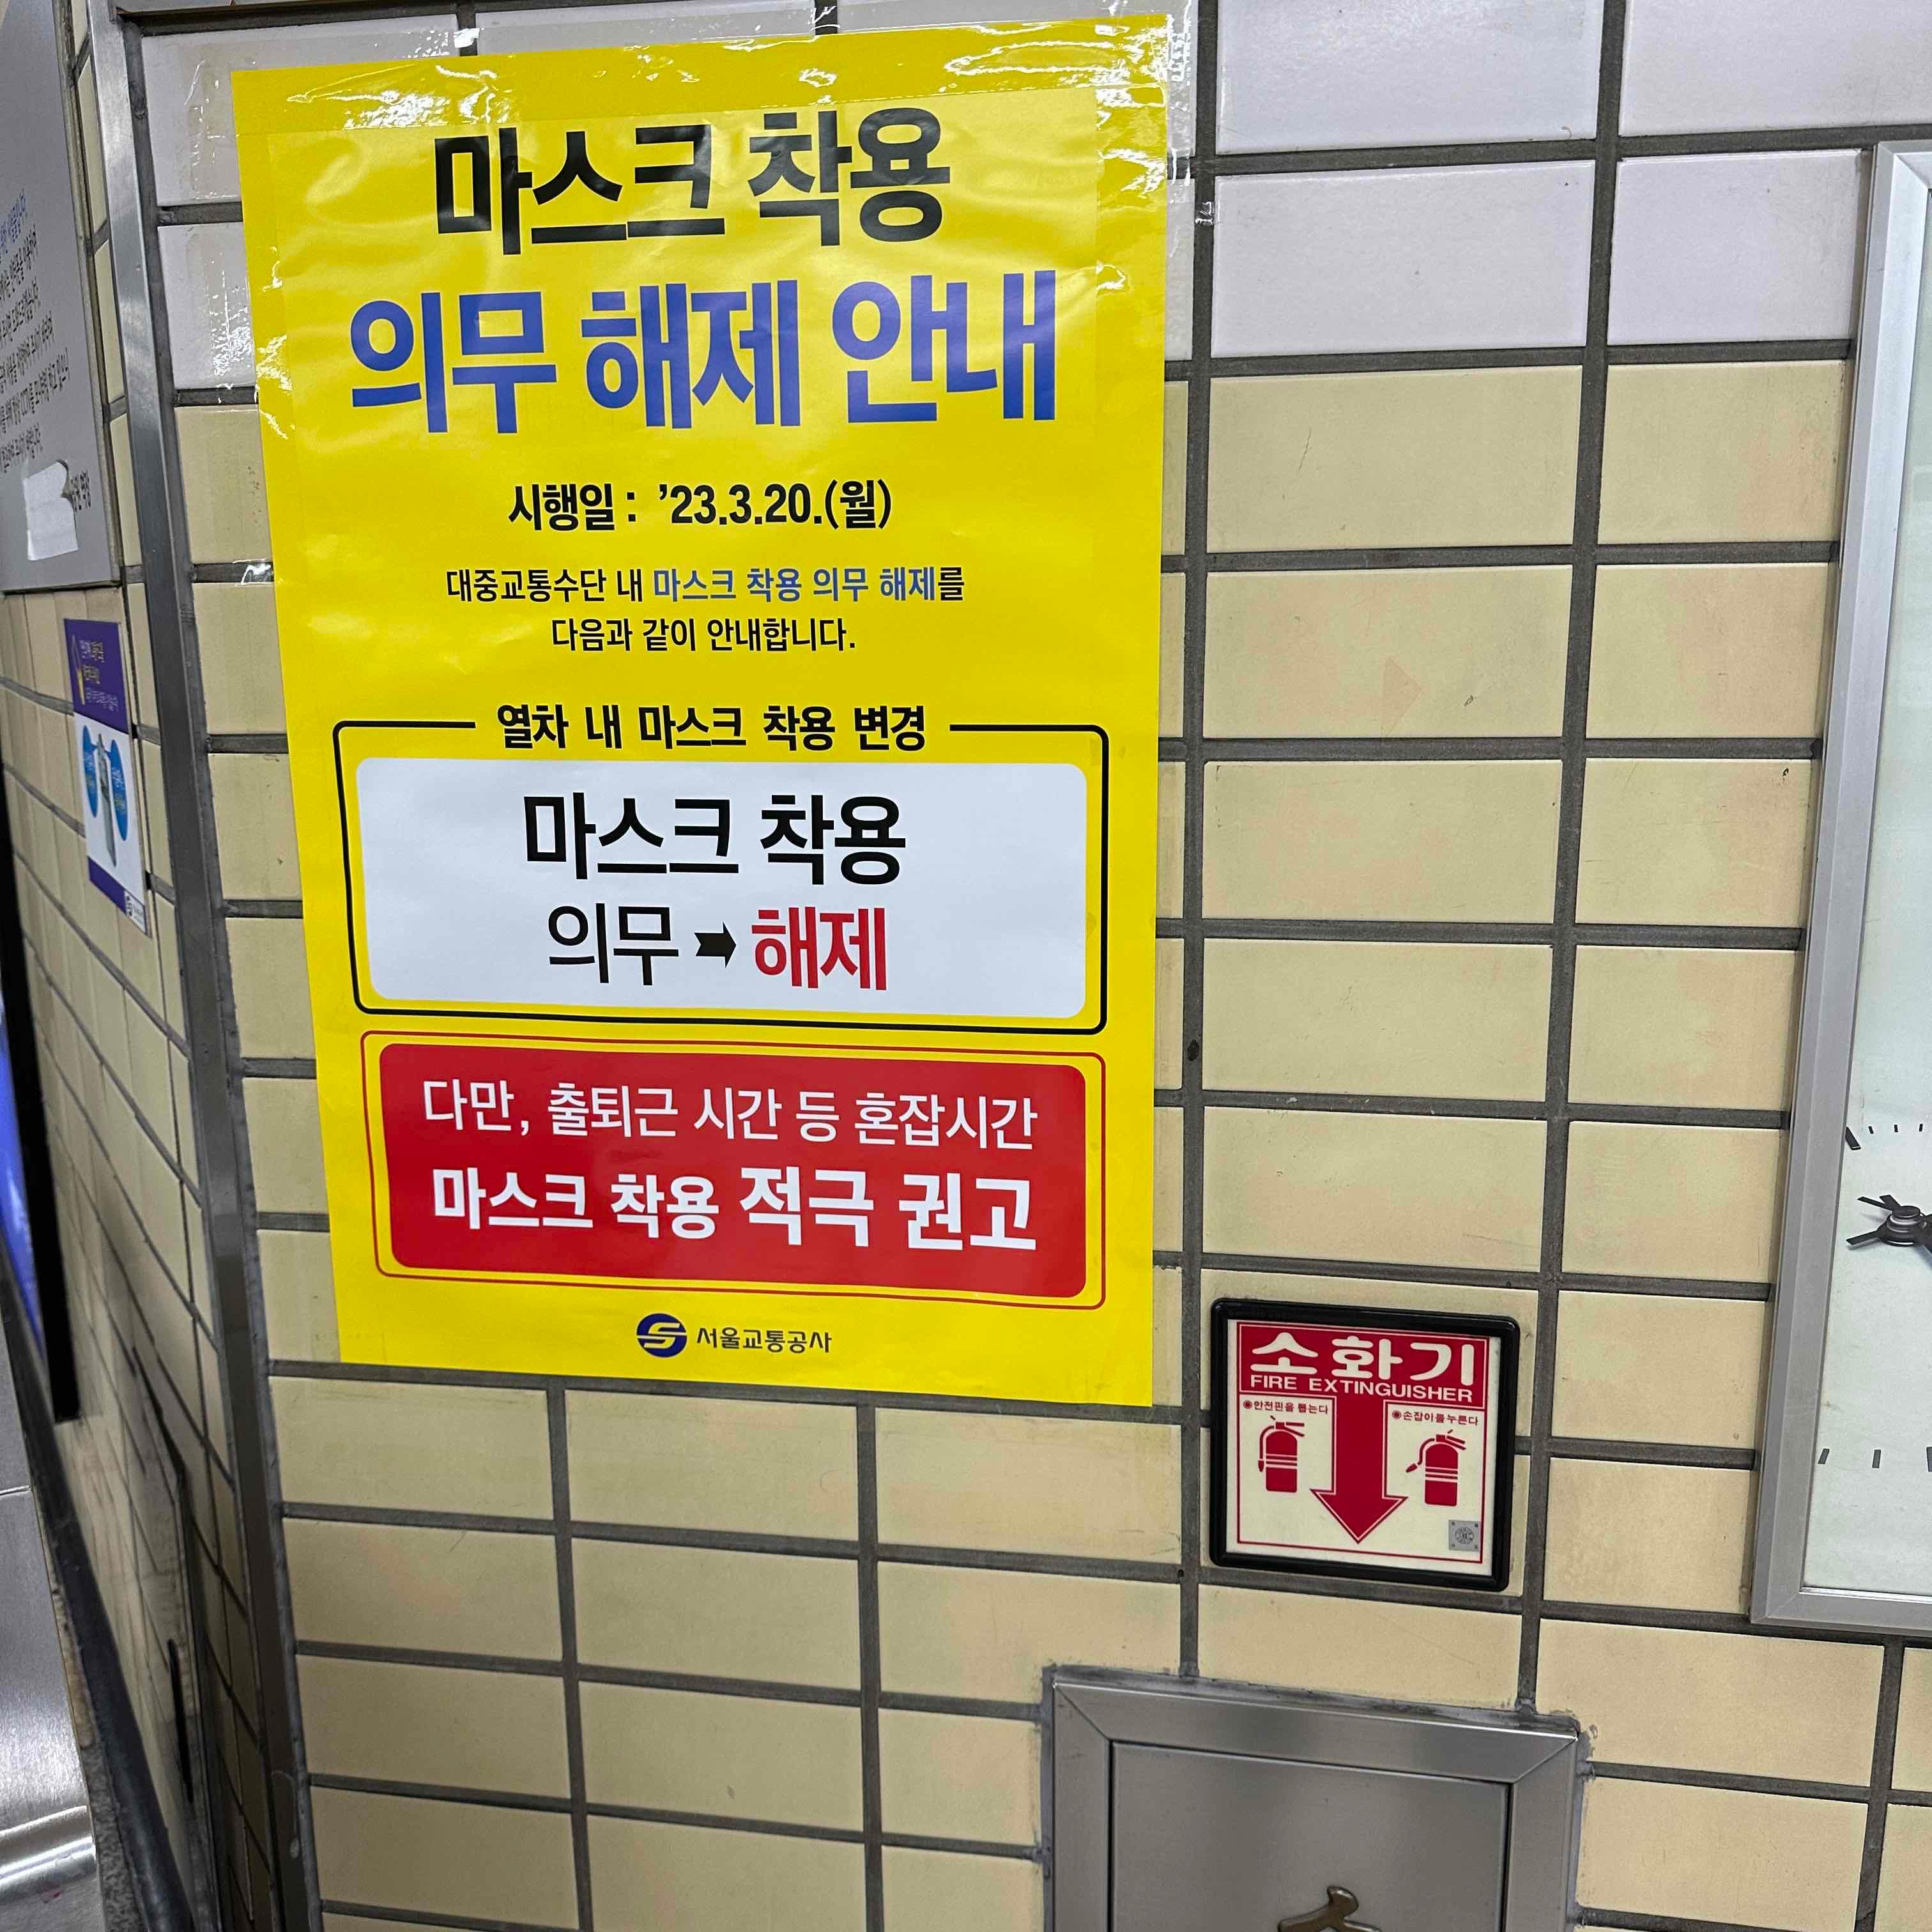 마스크 착용
의무 해제 안내
시행일 : ’23.3.20.(월)
대중교통수단 내 마스크 착용 의무 해제를
다음과 같이 안내합니다.
열차 내 마스크 착용 변경
마스크 착용
의무 ➡ 해제
다만, 출퇴근 시간 등 혼잡시간
마스크 착용 적극 권고
서울교통공사
소화기
FIRE EXTINGUISHER
◉안전핀을 뽑는다
◉손잡이를누른다